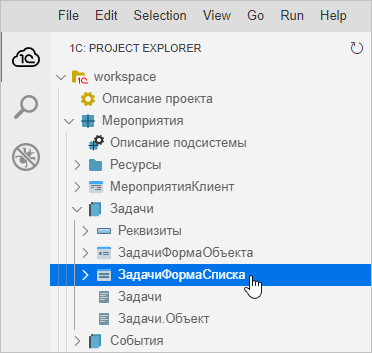 File Edit Selection View Go Run Help
1C: PROJECT EXPLORER
1C
workspace
Описание проекта
Мероприятия
Описание подсистемы
Ресурсы
МероприятияКлиент
Задачи
Реквизиты
ЗадачиФормаОбъекта
ЗадачиФормаСписка
Задачи
Задачи.Объект
События